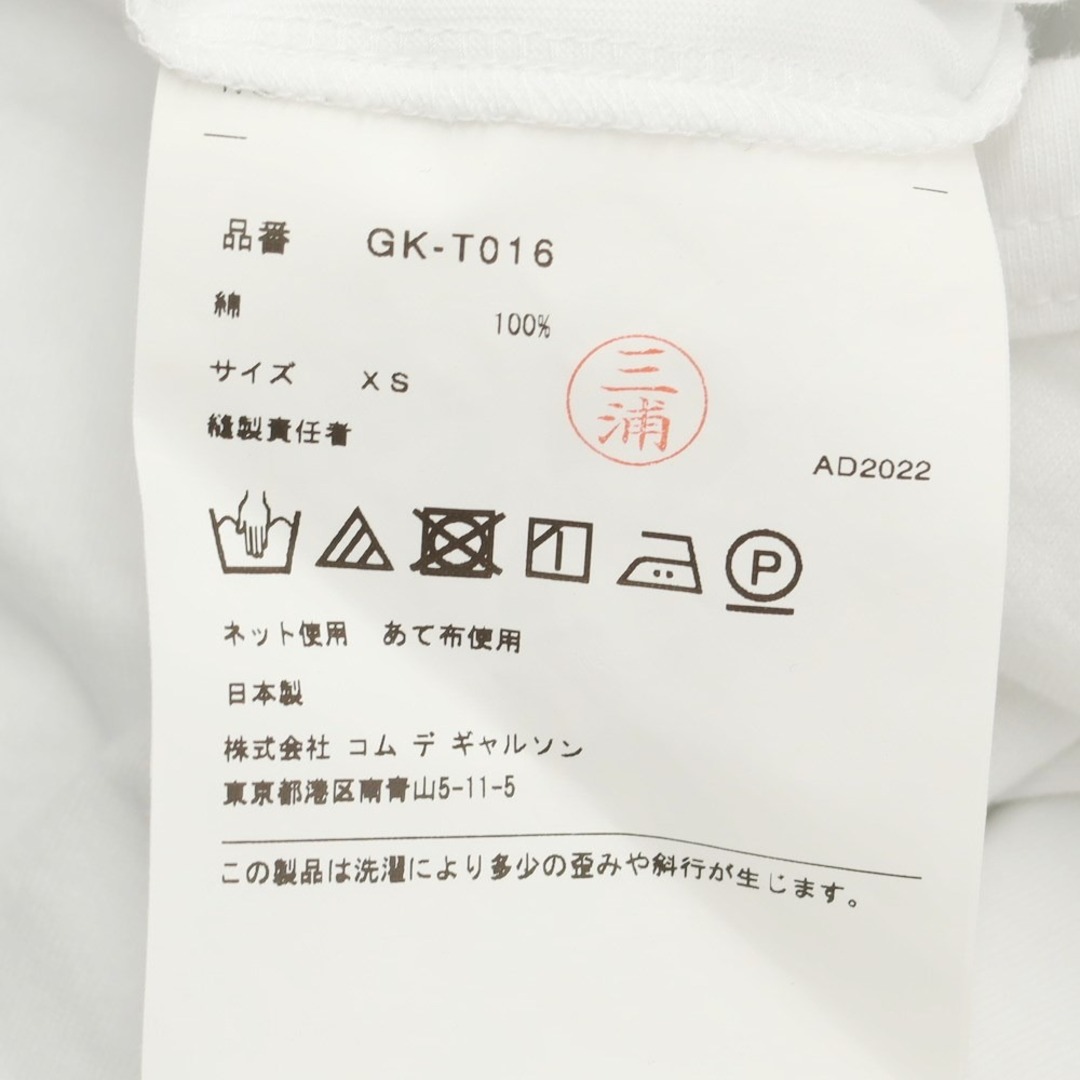 品番 GK-T016
綿 100%
サイズ XS
三浦
縫製責任者
AD2022
P
ネット使用 あて布使用
日本製
株式会社 コム デ ギャルソン
東京都港区南青山5-11-5
この製品は洗濯により多少の歪みや斜行が生じます。